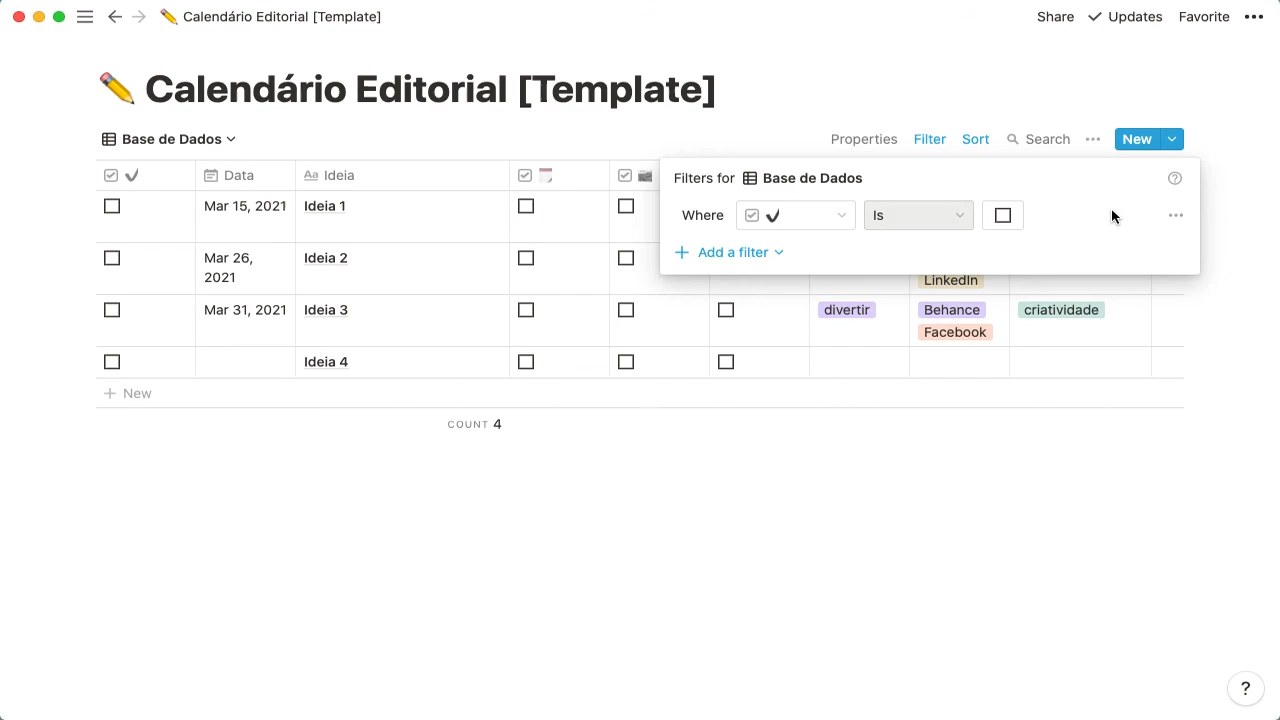 Calendário Editorial [Template]
Share
Updates
Favorite
Calendário Editorial [Template]
Base de Dados
Properties
Filter
Sort
Search
New
Data
Aa Ideia
Filters for Base de Dados
Where
Is
Add a filter
Mar 15, 2021
Ideia 1
Mar 26,
2021
Ideia 2
LinkedIn
Mar 31, 2021
Ideia 3
divertir
Behance
criatividade
Facebook
Ideia 4
New
COUNT 4
?